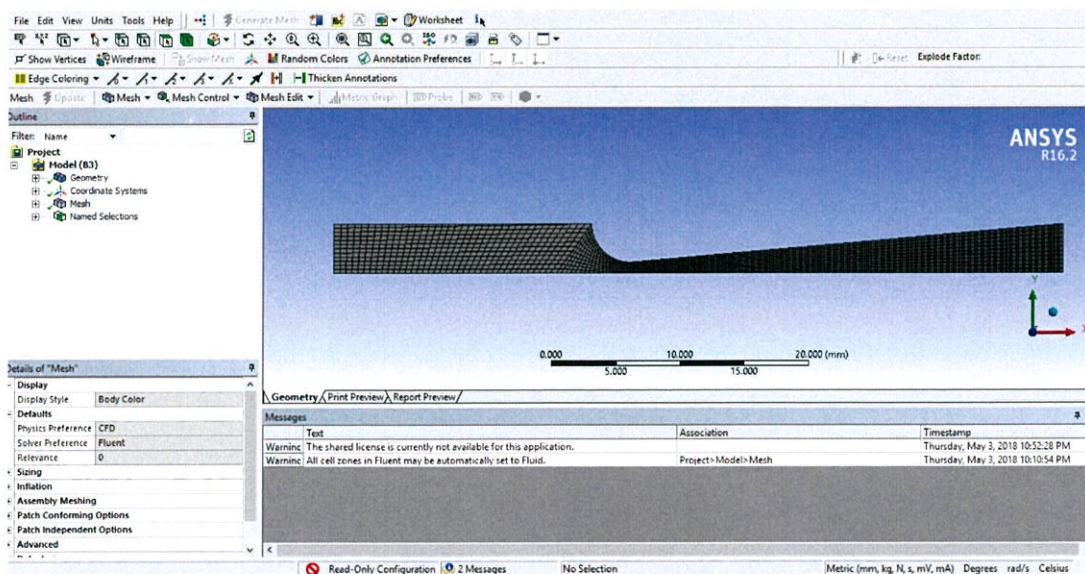 File Edit View Units Tools Help Generate Mesh Worksheet
Show Vertices Wireframe Show Mesh Random Colors Annotation Preferences Reset Explode Factor:
Edge Coloring Thicken Annotations
Mesh Update Mesh Mesh Control Mesh Edit Metric Graph Probe
Outline
Filter: Name
Project
Model (B3)
Geometry
Coordinate Systems
Mesh
Named Selections
ANSYS
R16.2
Y
X
0.000 10.000 20.000 (mm)
5.000 15.000
Details of "Mesh"
Display
Display Style Body Color
Defaults
Physics Preference CFD
Solver Preference Fluent
Relevance 0
Sizing
Inflation
Assembly Meshing
Patch Conforming Options
Patch Independent Options
Advanced
Geometry Print Preview Report Preview
Messages
Text Association Timestamp
Warninc The shared license is currently not available for this application. Thursday, May 3, 2018 10:52:28 PM
Warninc All cell zones in Fluent may be automatically set to Fluid. Project>Model>Mesh Thursday, May 3, 2018 10:10:54 PM
Read-Only Configuration 2 Messages No Selection Metric (mm, kg, N, s, mV, mA) Degrees rad/s Celsius